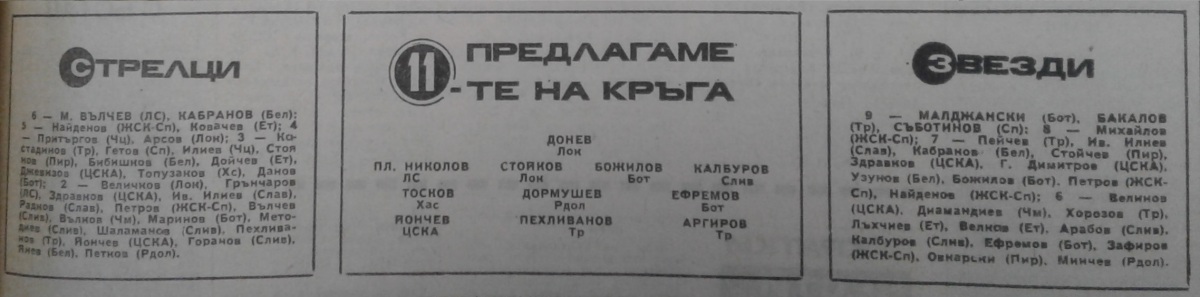 СТРЕЛЦИ
6 — М. ВЪЛЧЕВ (ЛС), КАБРАНОВ (Бел);
5 — Найденов (ЖСК-Сп), Ковачев (Ет); 4
— Притъргов (Чц), Арсов (Лок); 3 — Ко-
стадинов (Тр), Гетов (Сп), Илиев (Чц), Стоя
нов (Пир), Бибишков (Бел), Дойчев (Ет),
Джевизов (ЦСКА), Топузанов (Хс), Данов
(Бот); 2 — Величков (Лок), Грънчаров
(ЛС), Здравков (ЦСКА), Ив. Илиев (Слав),
Радков (Слав), Петров (ЖСК-Сп), Вълчев
(Слив), Вълков (Чм), Маринов (Бот), Мето-
диев (Слив), Шаламанов (Слив), Пехлива-
нов (Тр), Йончев (ЦСКА), Горанов (Слив),
Янев (Бел), Петков (Рдол).
11 ПРЕДЛАГАМЕ
-ТЕ НА КРЪГА
ДОНЕВ
Лок
ПЛ. НИКОЛОВ СТОЙКОВ БОЖИЛОВ КАЛБУРОВ
ЛС Лок Бот Слив
ТОСКОВ ДОРМУШЕВ ЕФРЕМОВ
Хас Рдол Бот
ЙОНЧЕВ ПЕХЛИВАНОВ АРГИРОВ
ЦСКА Тр Тр
ЗВЕЗДИ
9 — МАЛДЖАНСКИ (Бот), БАКАЛОВ
(Тр), СЪБОТИНОВ (Сп); 8 — Михайлов
(ЖСК-Сп); 7 — Пейчев (Тр), Ив. Илиев
(Слав), Кабранов (Бел), Стойчев (Пир),
Здравков (ЦСКА), Г. Димитров (ЦСКА),
Узунов (Бел), Божилов (Бот), Петров (ЖСК-
Сп), Найденов (ЖСК-Сп); 6 — Велинов
(ЦСКА), Диамандиев (Чм), Хорозов (Тр),
Лъхчиев (Ет), Велков (Ет), Арабов (Слив),
Калбуров (Слив), Ефремов (Бот), Зафиров
(ЖСК-Сп), Овнарски (Пир), Минчев (Рдол).